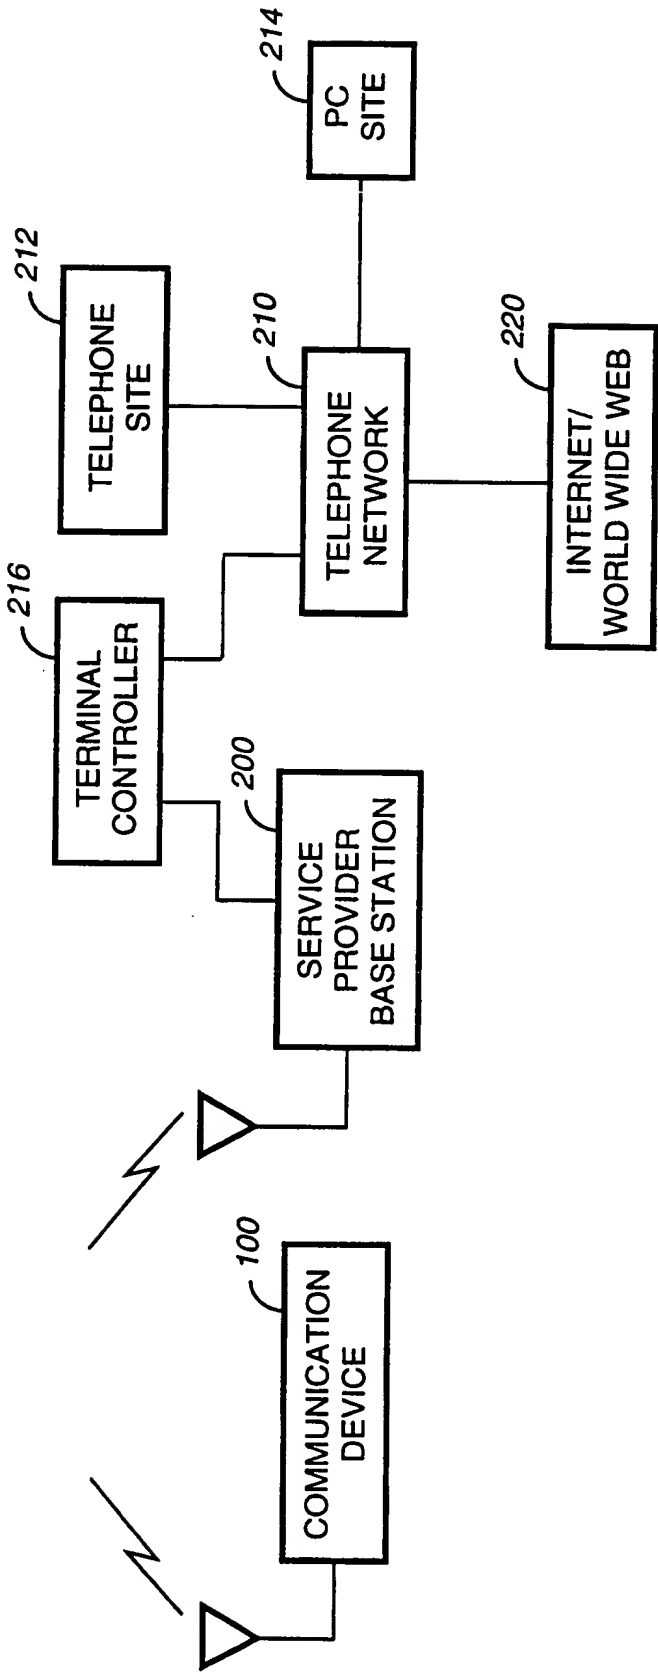 100
COMMUNICATION
DEVICE
200
SERVICE
PROVIDER
BASE STATION
216
TERMINAL
CONTROLLER
212
TELEPHONE
SITE
210
TELEPHONE
NETWORK
214
PC
SITE
220
INTERNET/
WORLD WIDE WEB